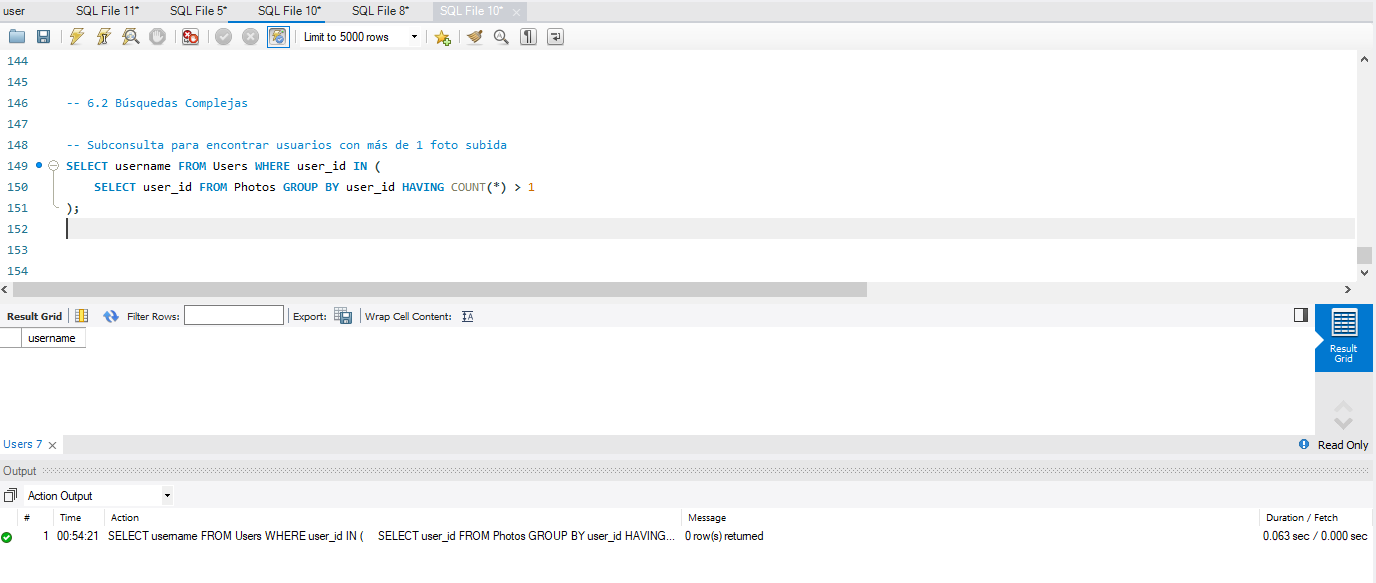 user SQL File 11* SQL File 5* SQL File 10* SQL File 8* SQL File 10*
Limit to 5000 rows
144
145
146 -- 6.2 Búsquedas Complejas
147
148 -- Subconsulta para encontrar usuarios con más de 1 foto subida
149 SELECT username FROM Users WHERE user_id IN (
150 SELECT user_id FROM Photos GROUP BY user_id HAVING COUNT(*) > 1
151 );
152
153
154
Result Grid Filter Rows: Export: Wrap Cell Content:
username
Result
Grid
Users 7 Read Only
Output
Action Output
# Time Action Message Duration / Fetch
1 00:54:21 SELECT username FROM Users WHERE user_id IN ( SELECT user_id FROM Photos GROUP BY user_id HAVING... 0 row(s) returned 0.063 sec / 0.000 sec